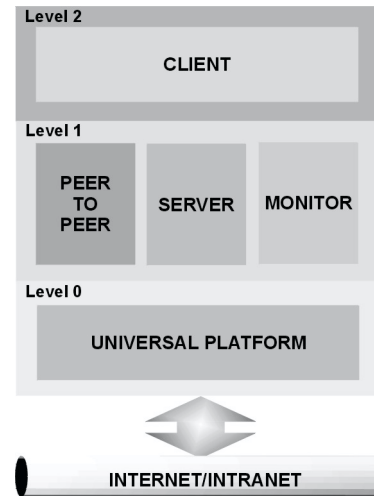 Level 2
CLIENT
Level 1
PEER
TO
PEER
SERVER
MONITOR
Level 0
UNIVERSAL PLATFORM
INTERNET/INTRANET